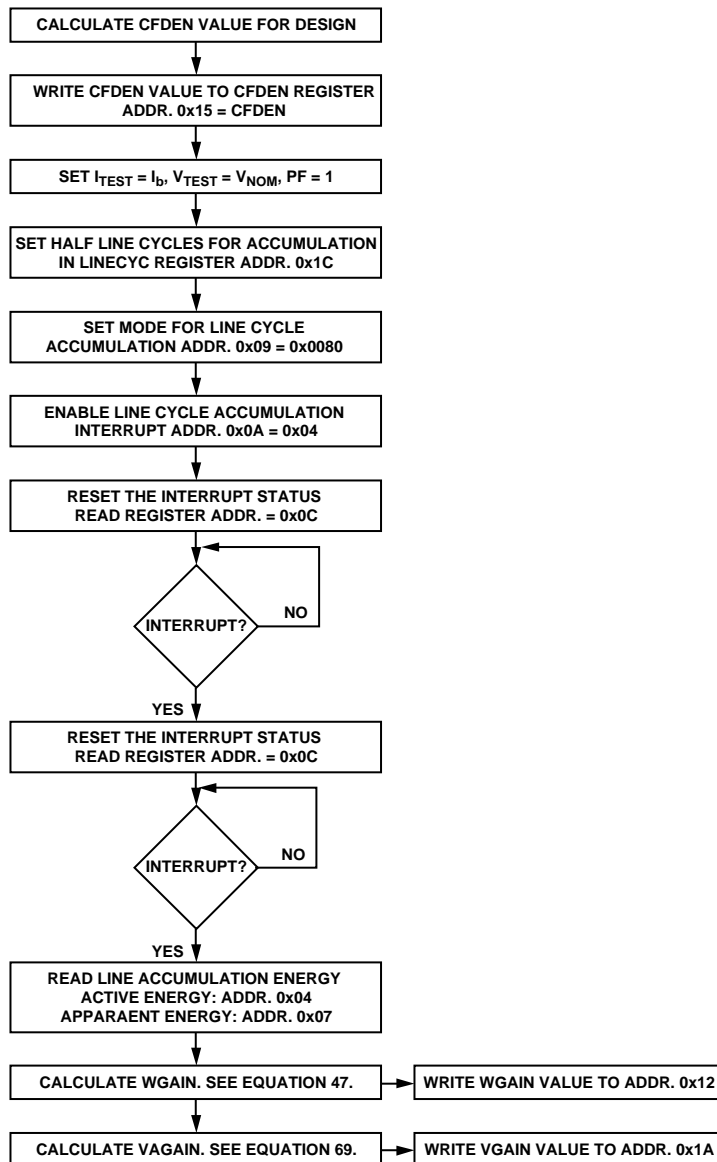 CALCULATE CFDEN VALUE FOR DESIGN
WRITE CFDEN VALUE TO CFDEN REGISTER
ADDR. 0x15 = CFDEN
SET I_TEST = I_b, V_TEST = V_NOM, PF = 1
SET HALF LINE CYCLES FOR ACCUMULATION
IN LINECYC REGISTER ADDR. 0x1C
SET MODE FOR LINE CYCLE
ACCUMULATION ADDR. 0x09 = 0x0080
ENABLE LINE CYCLE ACCUMULATION
INTERRUPT ADDR. 0x0A = 0x04
RESET THE INTERRUPT STATUS
READ REGISTER ADDR. = 0x0C
INTERRUPT?
NO
YES
RESET THE INTERRUPT STATUS
READ REGISTER ADDR. = 0x0C
INTERRUPT?
NO
YES
READ LINE ACCUMULATION ENERGY
ACTIVE ENERGY: ADDR. 0x04
APPARAENT ENERGY: ADDR. 0x07
CALCULATE WGAIN. SEE EQUATION 47.
WRITE WGAIN VALUE TO ADDR. 0x12
CALCULATE VAGAIN. SEE EQUATION 69.
WRITE VGAIN VALUE TO ADDR. 0x1A